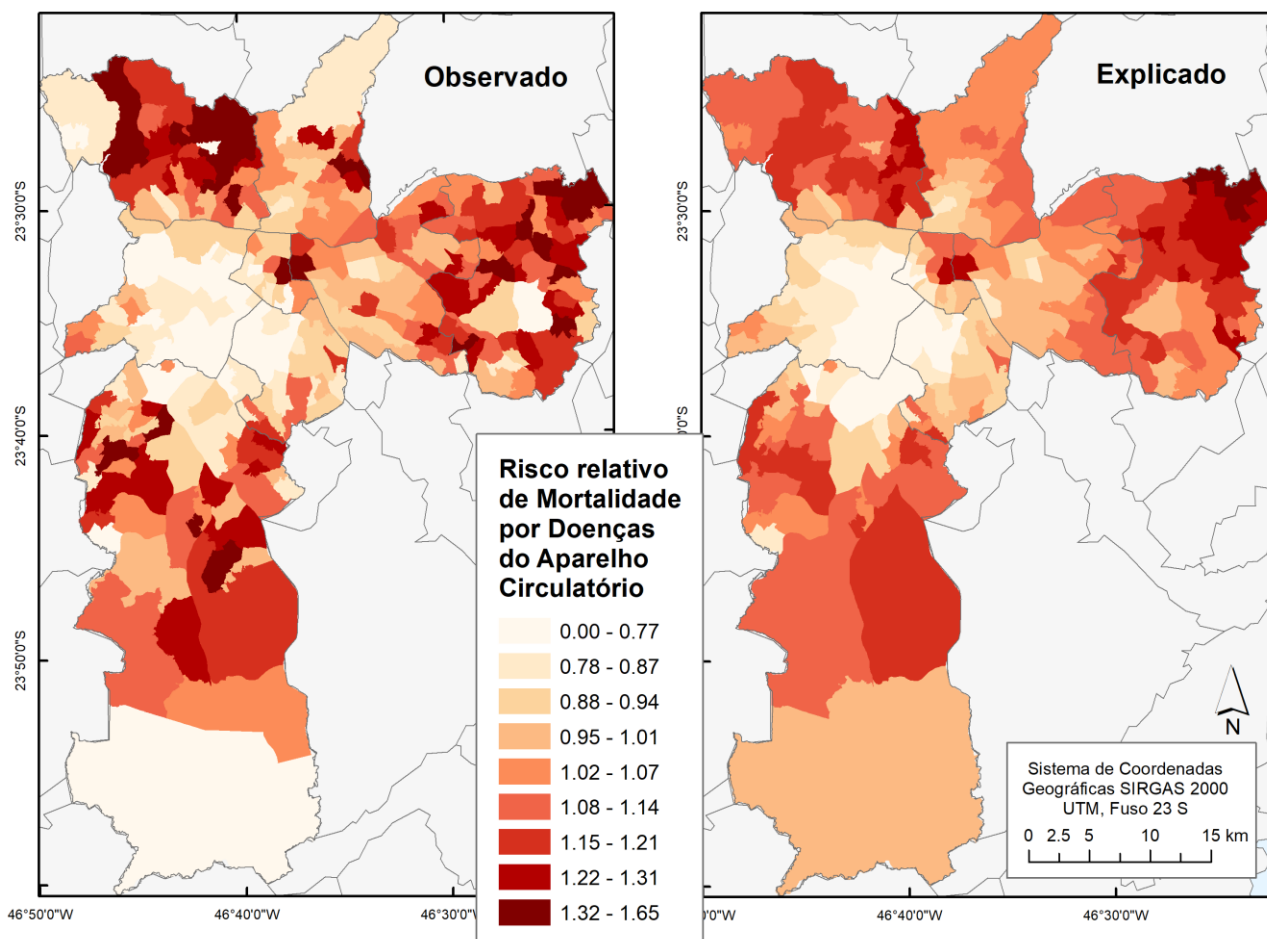 Observado
Explicado
23°30'0"S
23°40'0"S
23°50'0"S
46°50'0"W
46°40'0"W
46°30'
Risco relativo
de Mortalidade
por Doenças
do Aparelho
Circulatório
0.00 - 0.77
0.78 - 0.87
0.88 - 0.94
0.95 - 1.01
1.02 - 1.07
1.08 - 1.14
1.15 - 1.21
1.22 - 1.31
1.32 - 1.65
23°30'0"S
0'0"S
0'0"W
46°40'0"W
46°30'0"W
N
Sistema de Coordenadas
Geográficas SIRGAS 2000
UTM, Fuso 23 S
0 2.5 5 10 15 km